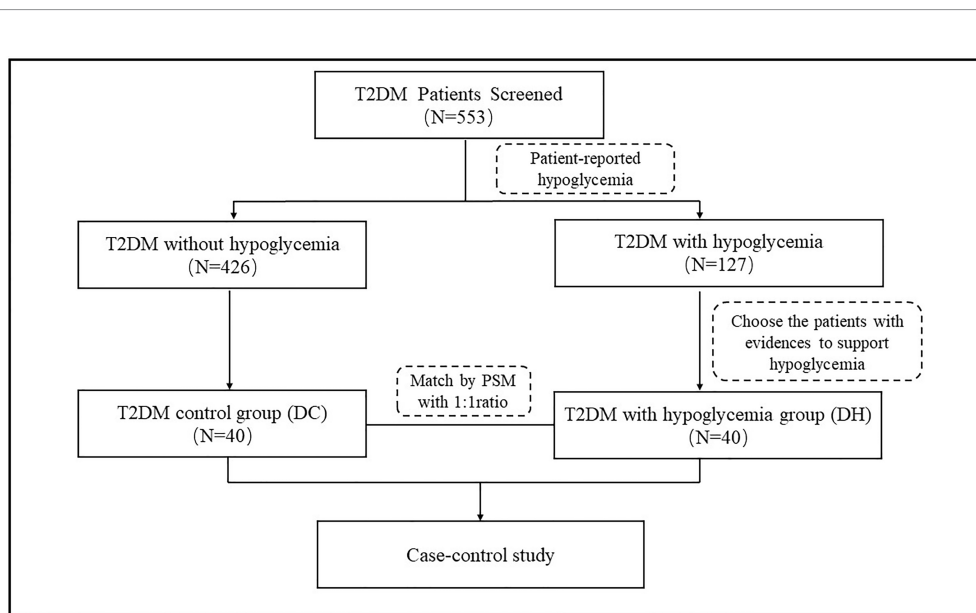 T2DM Patients Screened
(N=553)
Patient-reported
hypoglycemia
T2DM without hypoglycemia
(N=426)
T2DM with hypoglycemia
(N=127)
Choose the patients with
evidences to support
hypoglycemia
Match by PSM
with 1:1ratio
T2DM control group (DC)
(N=40)
T2DM with hypoglycemia group (DH)
(N=40)
Case-control study